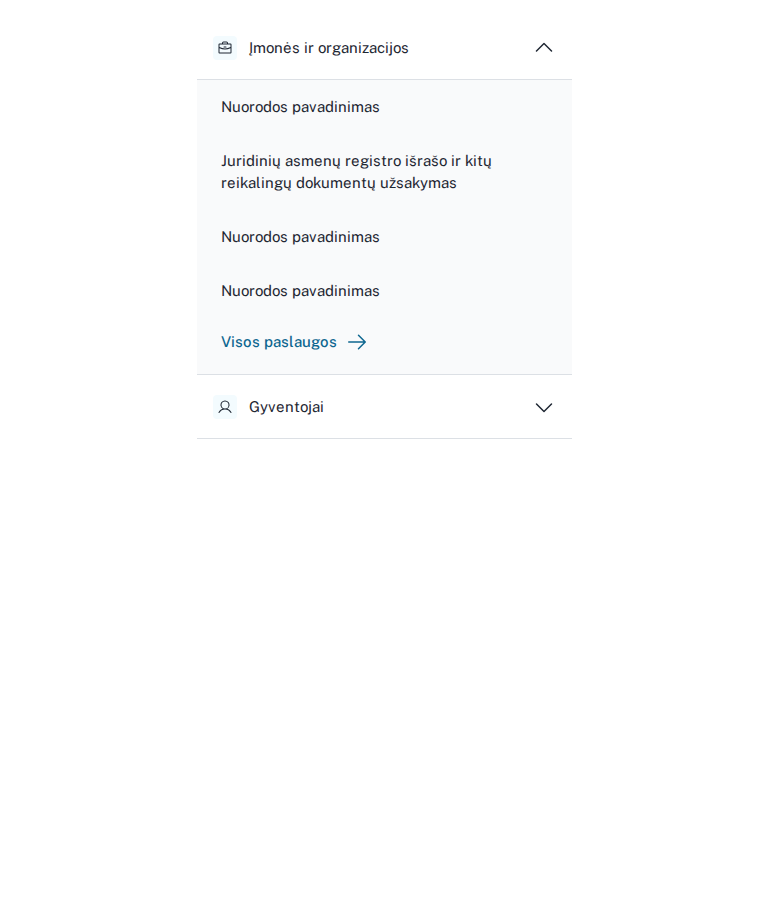 Įmonės ir organizacijos
Nuorodos pavadinimas
Juridinių asmenų registro išrašo ir kitų
reikalingų dokumentų užsakymas
Nuorodos pavadinimas
Nuorodos pavadinimas
Visos paslaugos
Gyventojai